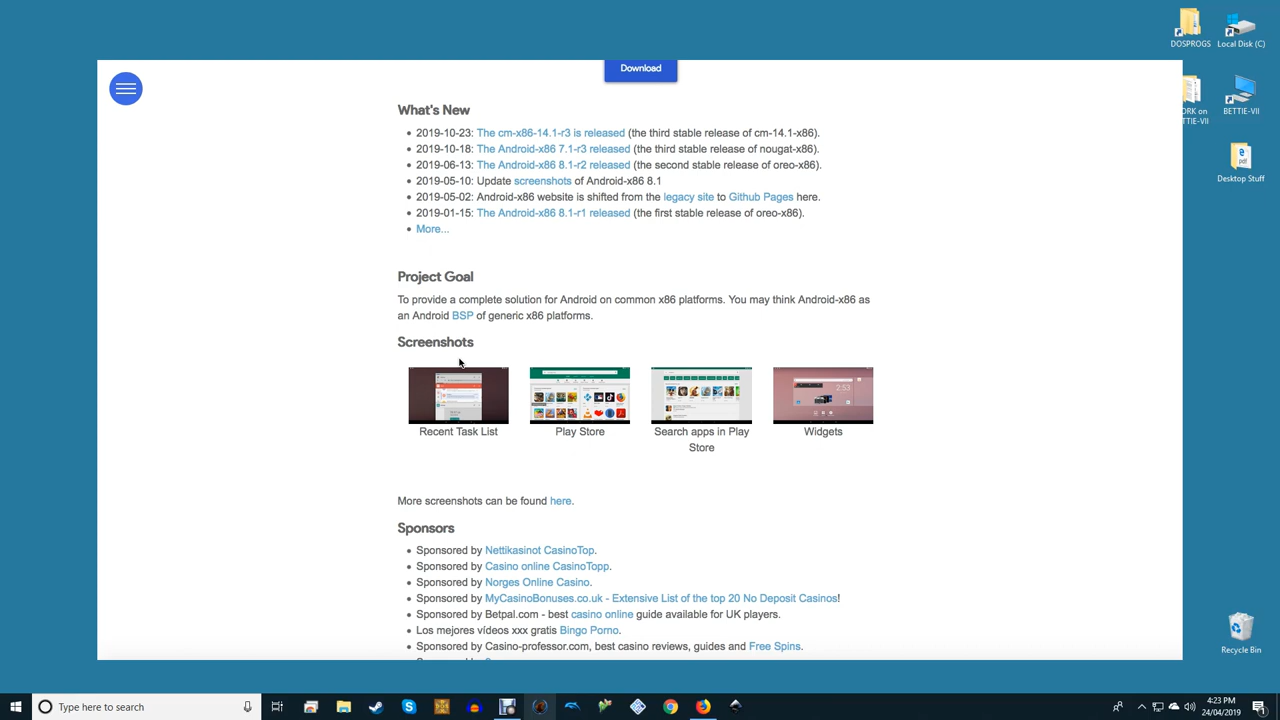 DOSPROGS
Local Disk (C)
Download
What's New
2019-10-23: The cm-x86-14.1-r3 is released (the third stable release of cm-14.1-x86).
BETTIE-VII
TTIE-VII
2019-10-18: The Android-x86 7.1-r3 released (the third stable release of nougat-x86).
2019-06-13: The Android-x86 8.1-r2 released (the second stable release of oreo-x86).
2019-05-10: Update screenshots of Android-x86 8.1
pdf
Desktop Stuff
2019-05-02: Android-x86 website is shifted from the legacy site to Github Pages here.
2019-01-15: The Android-x86 8.1-r1 released (the first stable release of oreo-x86).
More...
Project Goal
To provide a complete solution for Android on common x86 platforms. You may think Android-x86 as
an Android BSP of generic x86 platforms.
Screenshots
2:53
Recent Task List
Play Store
Search apps in Play
Store
Widgets
More screenshots can be found here.
Sponsors
Sponsored by Nettikasinot CasinoTop.
Sponsored by Casino online CasinoTopp.
Sponsored by Norges Online Casino.
Sponsored by MyCasinoBonuses.co.uk - Extensive List of the top 20 No Deposit Casinos!
Sponsored by Betpal.com - best casino online guide available for UK players.
Los mejores vídeos xxx gratis Bingo Porno.
Sponsored by Casino-professor.com, best casino reviews, guides and Free Spins.
Recycle Bin
Type here to search
4:23 PM
24/04/2019